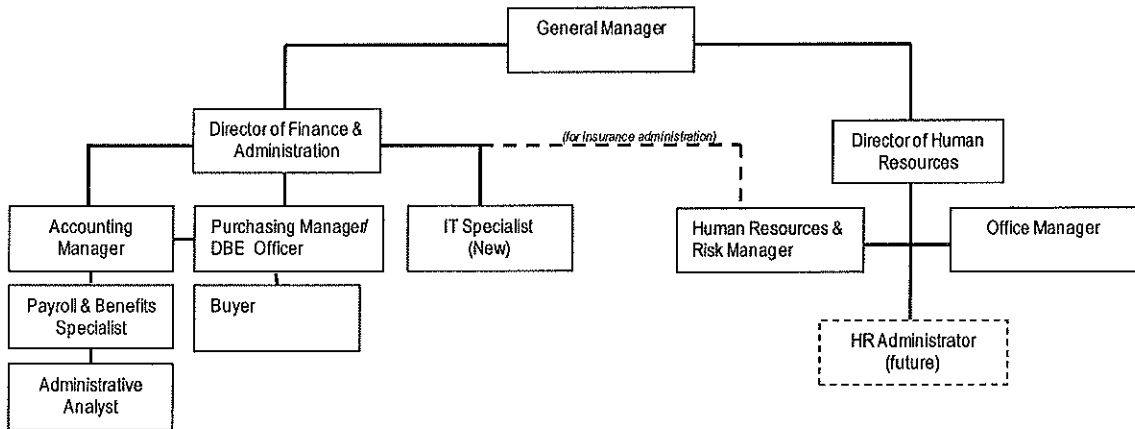 General Manager
Director of Finance &
Administration
(for insurance administration)
Director of Human
Resources
Accounting
Manager
Purchasing Manager/
DBE Officer
IT Specialist
(New)
Human Resources &
Risk Manager
Office Manager
Payroll & Benefits
Specialist
Buyer
HR Administrator
(future)
Administrative
Analyst